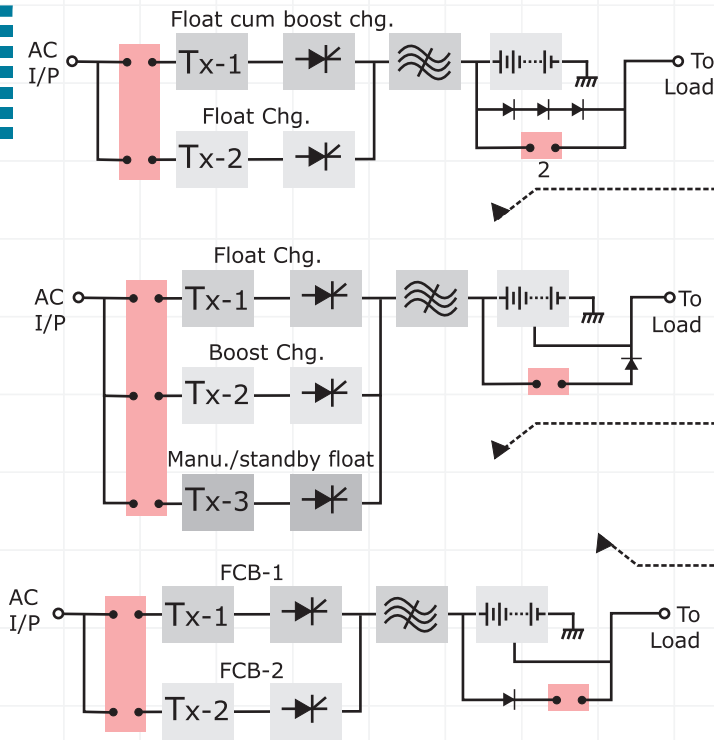 Float cum boost chg.
AC
I/P
Tx-1
To
Load
Float Chg.
Tx-2
2
Float Chg.
AC
I/P
Tx-1
To
Load
Boost Chg.
Tx-2
Manu./standby float
Tx-3
FCB-1
AC
I/P
Tx-1
To
Load
FCB-2
Tx-2